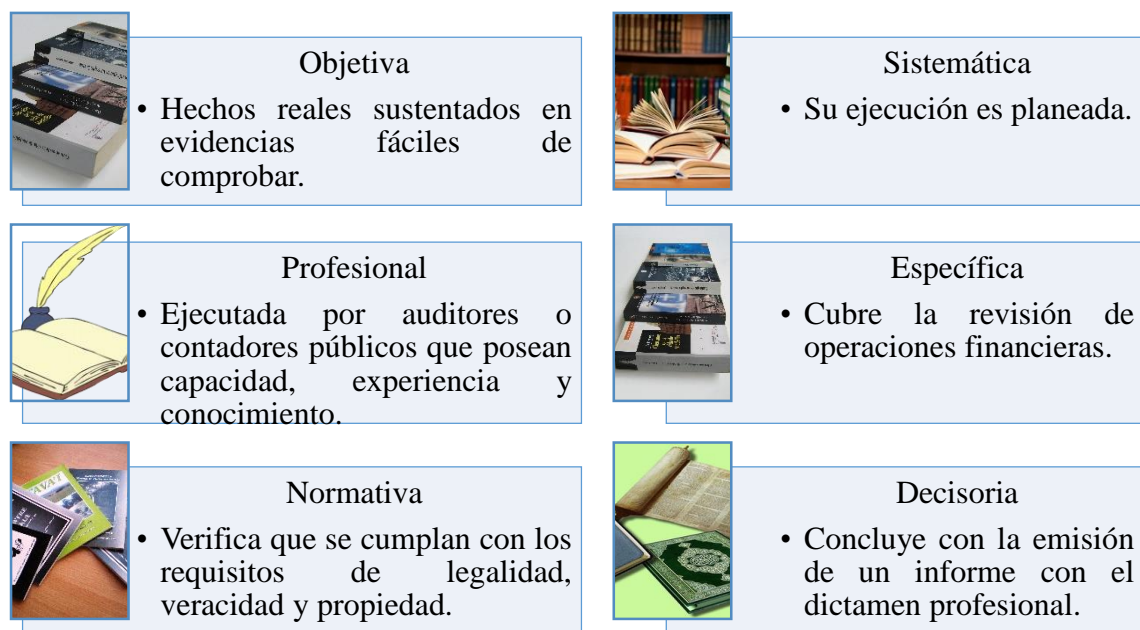 Objetiva
• Hechos reales sustentados en
evidencias fáciles de
comprobar.
Sistemática
• Su ejecución es planeada.
Profesional
• Ejecutada por auditores o
contadores públicos que posean
capacidad, experiencia y
conocimiento.
Específica
• Cubre la revisión de
operaciones financieras.
Normativa
• Verifica que se cumplan con los
requisitos de legalidad,
veracidad y propiedad.
Decisoria
• Concluye con la emisión
de un informe con el
dictamen profesional.